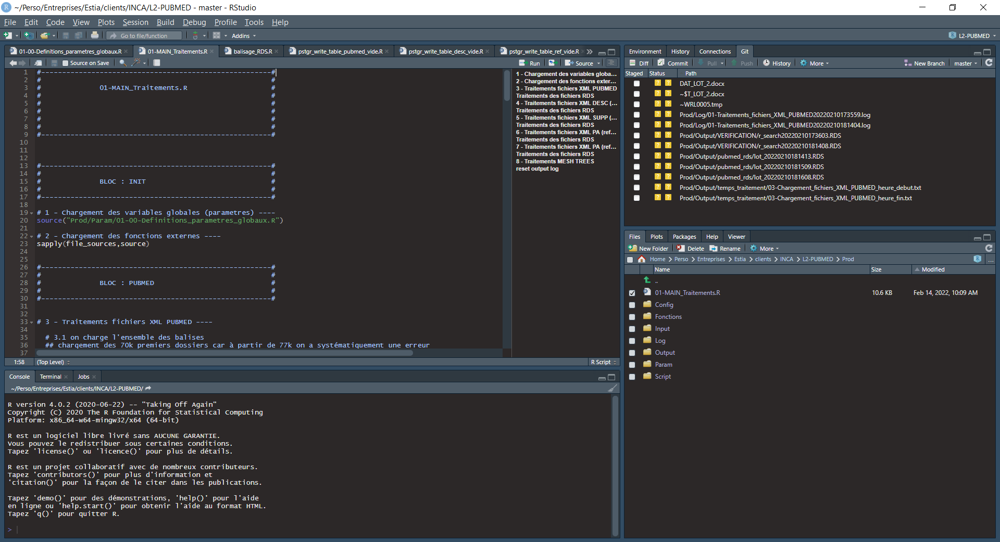 ~/Perso/Entreprises/Estia/clients/INCA/L2-PUBMED - master - RStudio
File Edit Code View Plots Session Build Debug Profile Tools Help
Go to file/function Addins L2-PUBMED
01-00-Definitions_parametres_globaux.R 01-MAIN_Traitements.R balisage_RDS.R pstgr_write_table_pubmed_vide.R pstgr_write_table_desc_vide.R pstgr_write_table_ref_vide.R
Source on Save Run Source
1 #-------------------------------------------------------#
2 # #
3 # 01-MAIN_Traitements.R #
4 # #
5 # #
6 # #
7 # #
8 # #
9 #-------------------------------------------------------#
10
11
12
13 #-------------------------------------------------------#
14 # #
15 # BLOC : INIT #
16 # #
17 #-------------------------------------------------------#
18
19 # 1 - Chargement des variables globales (parametres) ----
20 source("Prod/Param/01-00-Definitions_parametres_globaux.R")
21
22 # 2 - Chargement des fonctions externes ----
23 sapply(file_sources,source)
24
25
26 #-------------------------------------------------------#
27 # #
28 # BLOC : PUBMED #
29 # #
30 #-------------------------------------------------------#
31
32
33 # 3 - Traitements fichiers XML PUBMED ----
34
35 # 3.1 on charge l'ensemble des balises
36 ## chargement des 70k premiers dossiers car à partir de 77k on a systématiquement une erreur
37
1:58 (Top Level) R Script
1 - Chargement des variables globa...
2 - Chargement des fonctions exter...
3 - Traitements fichiers XML PUBMED
Traitements des fichiers RDS
4 - Traitements fichiers XML DESC (...
Traitements des fichiers RDS
5 - Traitements fichiers XML SUPP (...
Traitements des fichiers RDS
6 - Traitements fichiers XML PA (ref...
Traitements des fichiers RDS
7 - Traitements fichiers XML PA (ref...
Traitements des fichiers RDS
8 - Traitements MESH TREES
reset output log
Console Terminal Jobs
~/Perso/Entreprises/Estia/clients/INCA/L2-PUBMED/
R version 4.0.2 (2020-06-22) -- "Taking Off Again"
Copyright (C) 2020 The R Foundation for Statistical Computing
Platform: x86_64-w64-mingw32/x64 (64-bit)
R est un logiciel libre livré sans AUCUNE GARANTIE.
Vous pouvez le redistribuer sous certaines conditions.
Tapez 'license()' ou 'licence()' pour plus de détails.
R est un projet collaboratif avec de nombreux contributeurs.
Tapez 'contributors()' pour plus d'information et
'citation()' pour la façon de le citer dans les publications.
Tapez 'demo()' pour des démonstrations, 'help()' pour l'aide
en ligne ou 'help.start()' pour obtenir l'aide au format HTML.
Tapez 'q()' pour quitter R.
>
Environment History Connections Git
Diff Commit Pull Push History More New Branch master
Staged Status Path
DAT_LOT_2.docx
~$T_LOT_2.docx
~WRL0005.tmp
Prod/Log/01-Traitements_fichiers_XML_PUBMED20220210173559.log
Prod/Log/01-Traitements_fichiers_XML_PUBMED20220210181404.log
Prod/Output/VERIFICATION/r_search20220210173603.RDS
Prod/Output/VERIFICATION/r_search20220210181408.RDS
Prod/Output/pubmed_rds/lot_20220210181413.RDS
Prod/Output/pubmed_rds/lot_20220210181509.RDS
Prod/Output/pubmed_rds/lot_20220210181608.RDS
Prod/Output/temps_traitement/03-Chargement_fichiers_XML_PUBMED_heure_debut.txt
Prod/Output/temps_traitement/03-Chargement_fichiers_XML_PUBMED_heure_fin.txt
Files Plots Packages Help Viewer
New Folder Delete Rename More
Home Perso Entreprises Estia clients INCA L2-PUBMED Prod ...
Name Size Modified
..
01-MAIN_Traitements.R 10.6 KB Feb 14, 2022, 10:09 AM
Config
Fonctions
Input
Log
Output
Param
Script